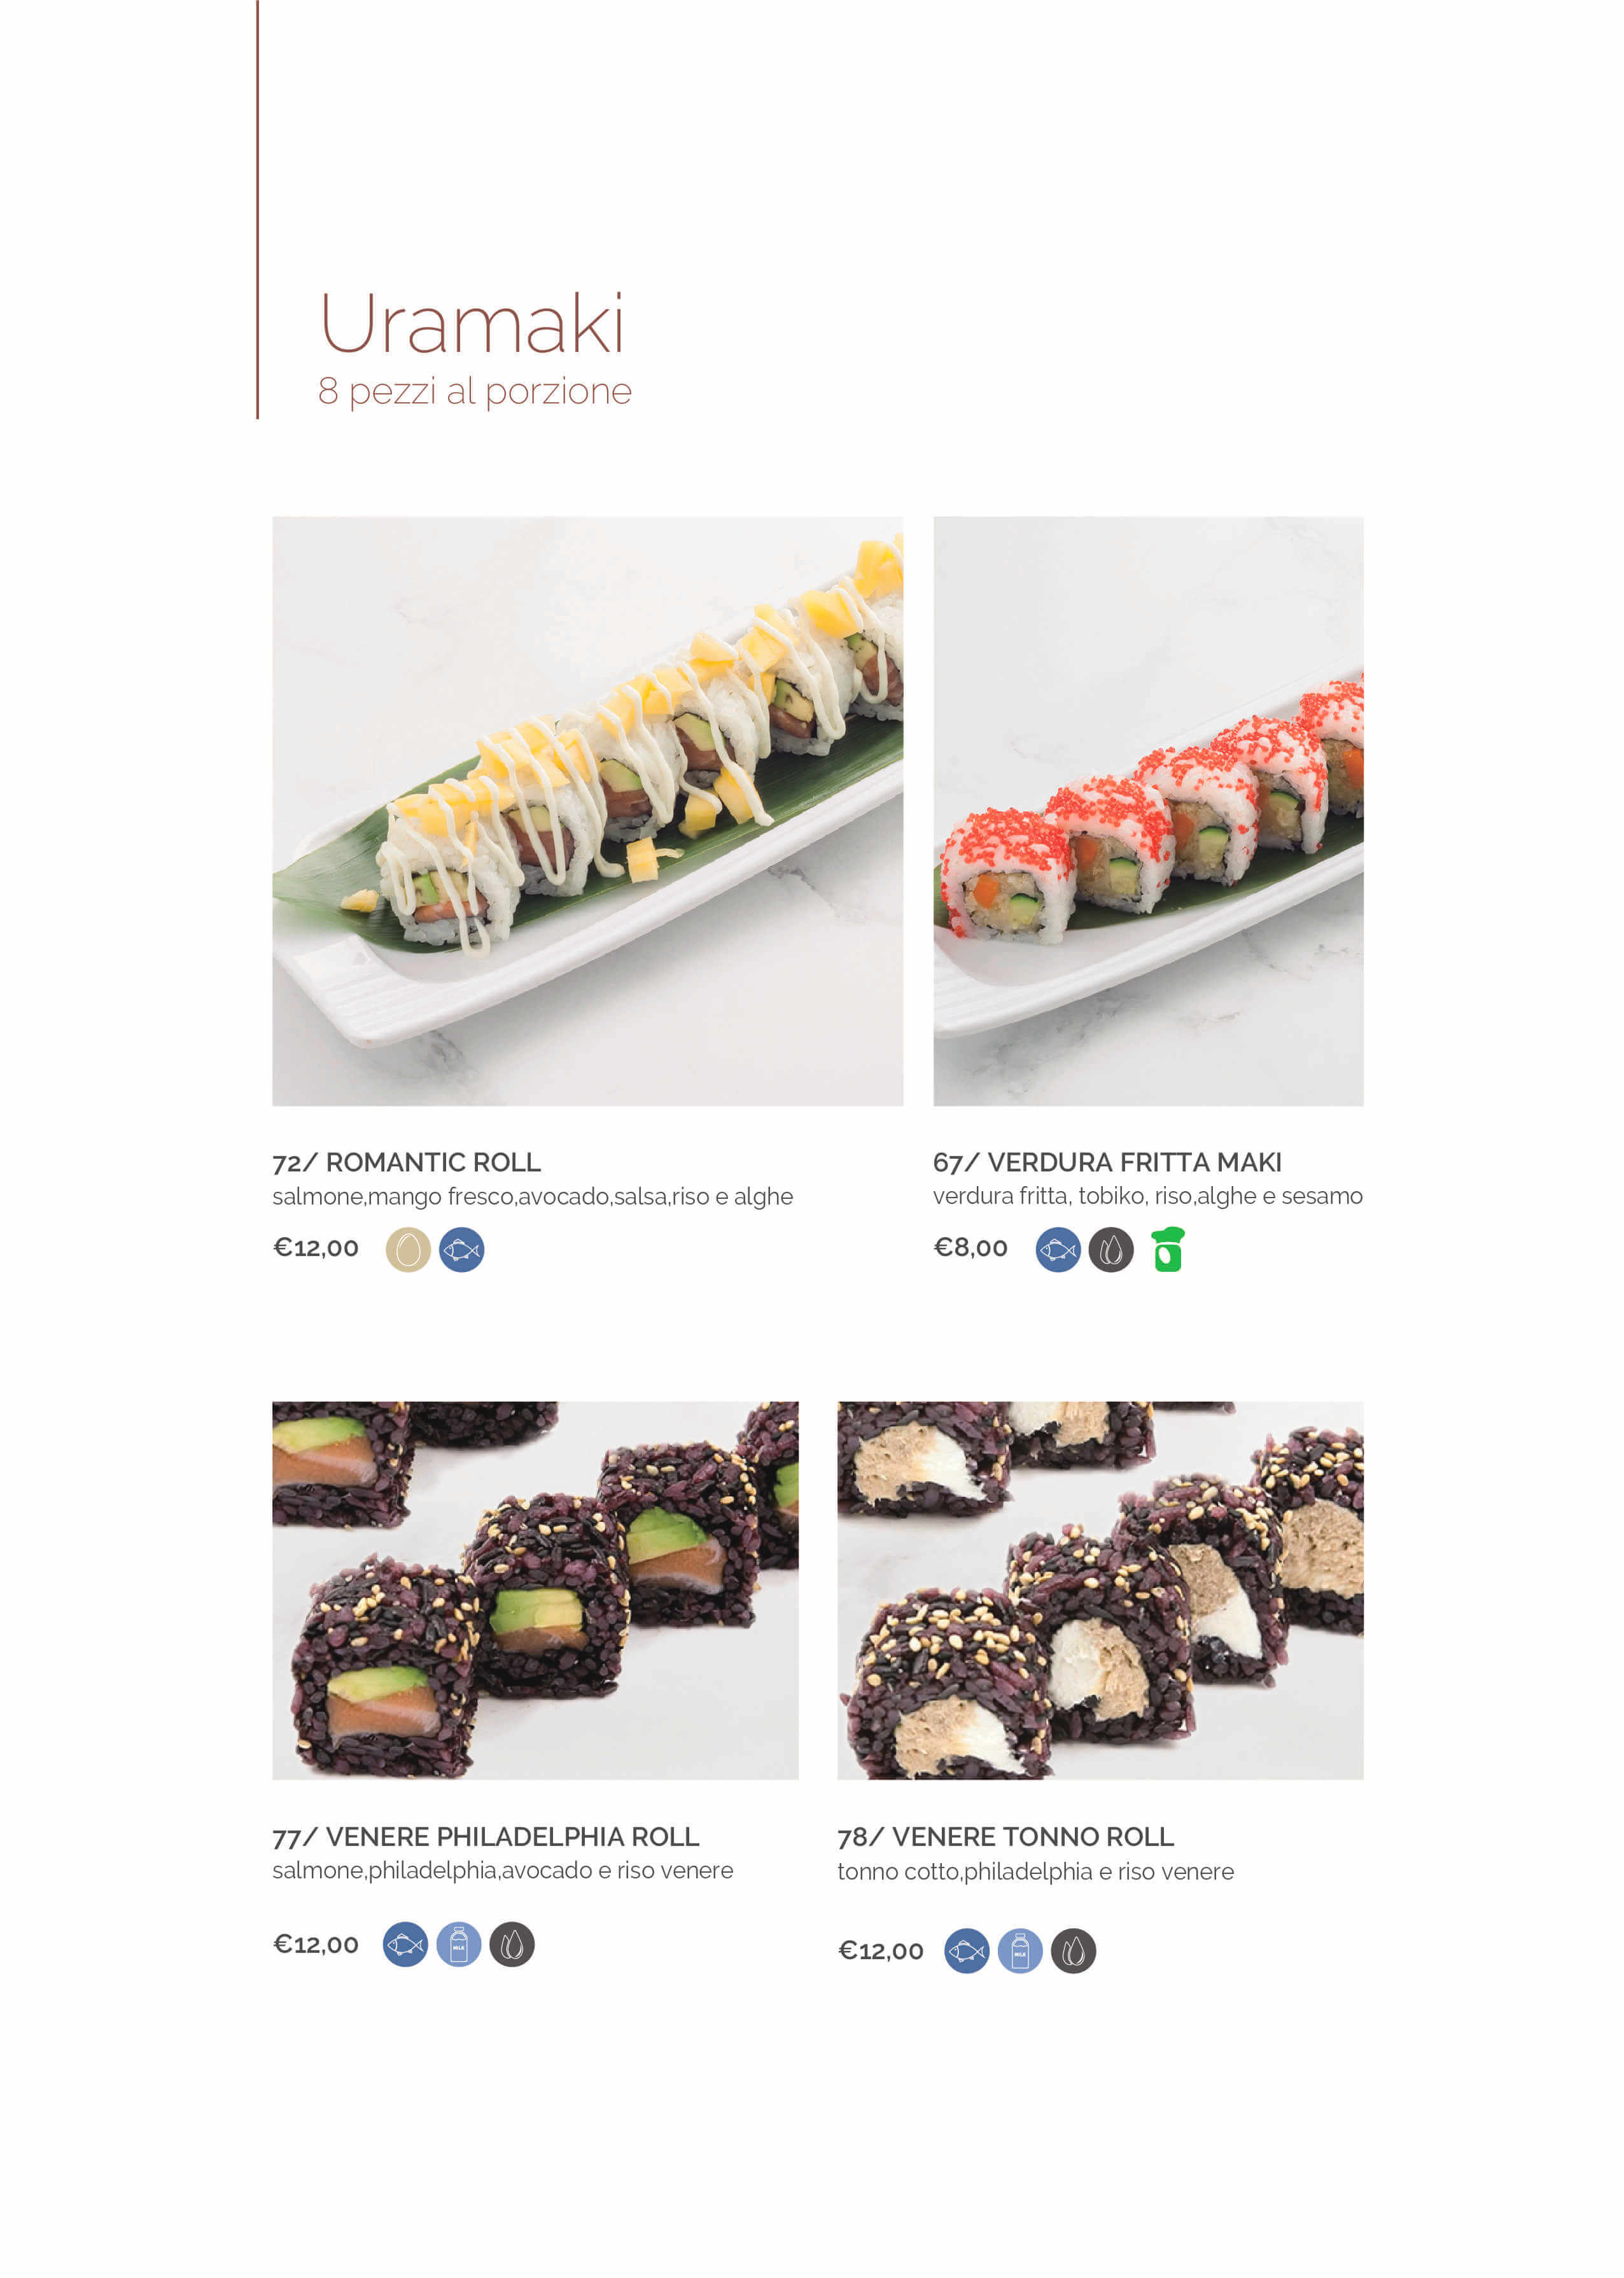 Uramaki
8 pezzi al porzione
72/ ROMANTIC ROLL
salmone,mango fresco,avocado,salsa,riso e alghe
€12,00
67/ VERDURA FRITTA MAKI
verdura fritta, tobiko, riso,alghe e sesamo
€8,00
77/ VENERE PHILADELPHIA ROLL
salmone,philadelphia,avocado e riso venere
€12,00
MILK
78/ VENERE TONNO ROLL
tonno cotto,philadelphia e riso venere
€12,00
MILK